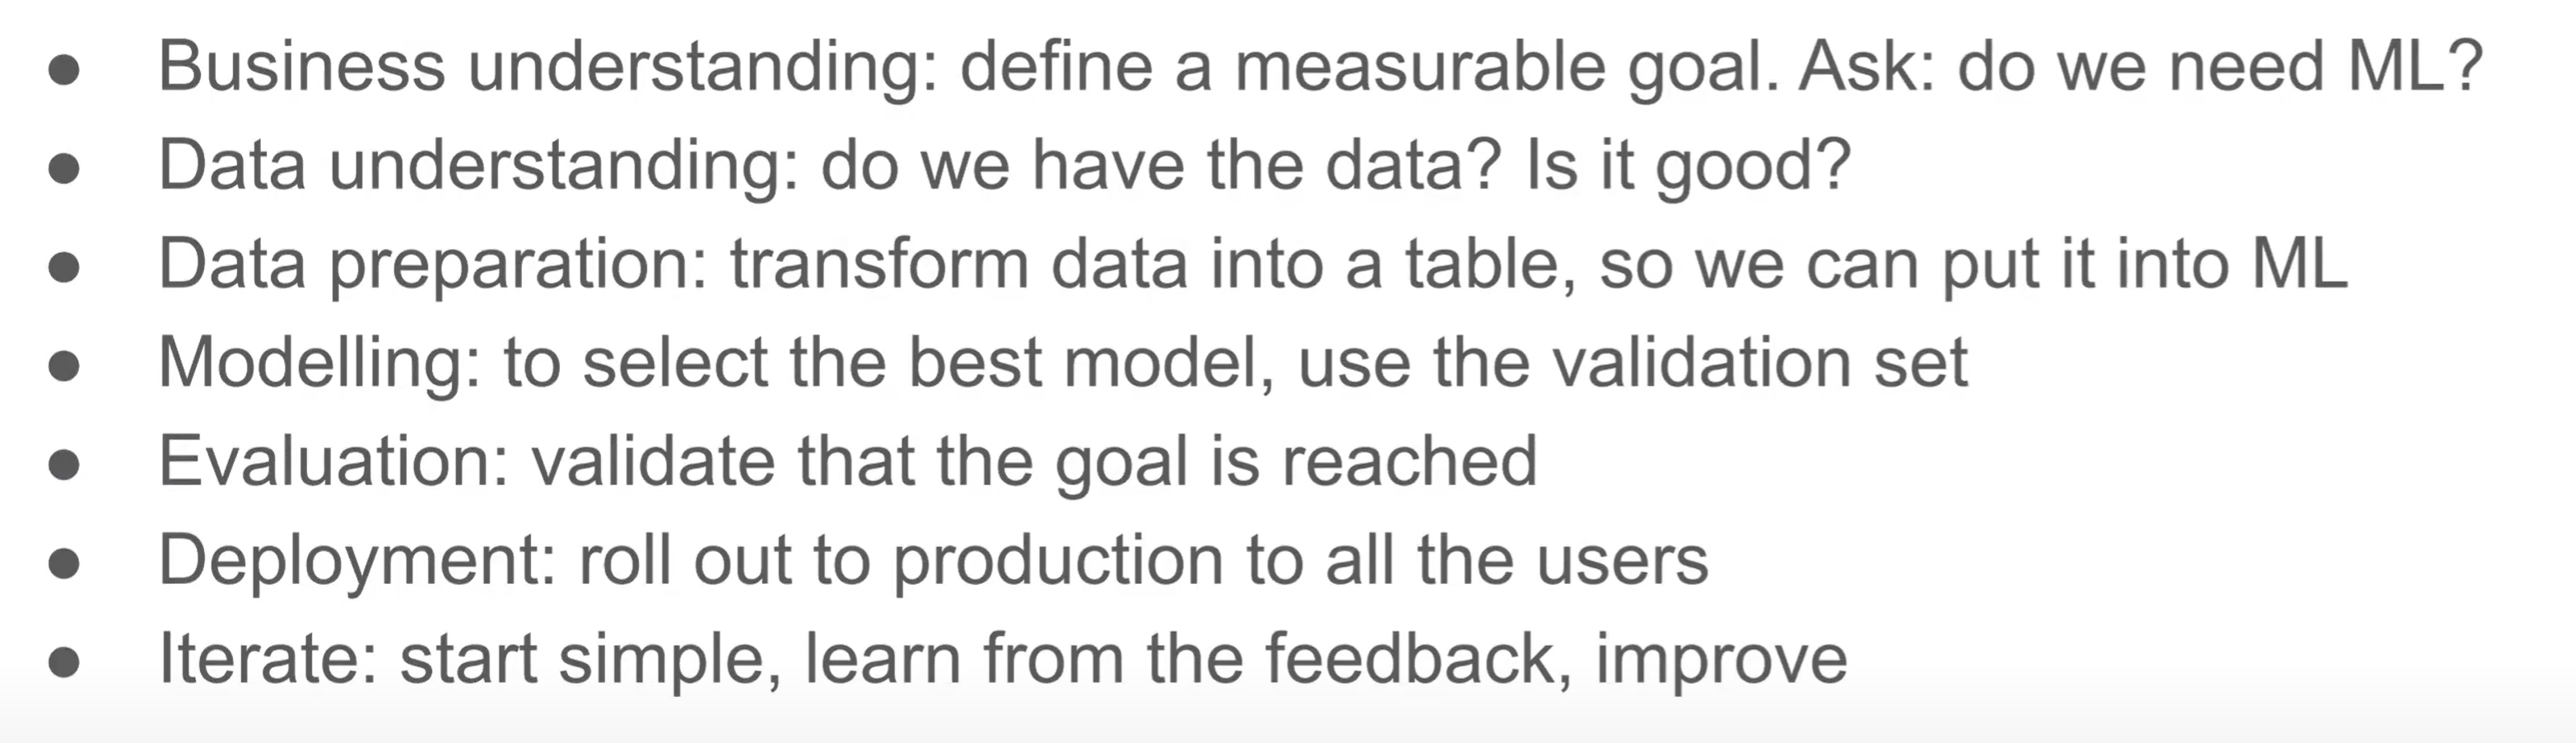 ● Business understanding: define a measurable goal. Ask: do we need ML?
● Data understanding: do we have the data? Is it good?
● Data preparation: transform data into a table, so we can put it into ML
● Modelling: to select the best model, use the validation set
● Evaluation: validate that the goal is reached
● Deployment: roll out to production to all the users
● Iterate: start simple, learn from the feedback, improve